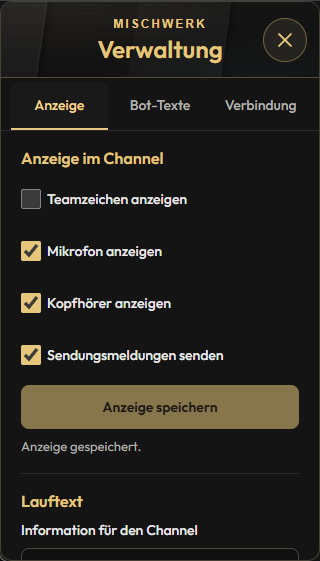 MISCHWERK
Verwaltung
Anzeige Bot-Texte Verbindung
Anzeige im Channel
Teamzeichen anzeigen
Mikrofon anzeigen
Kopfhörer anzeigen
Sendungsmeldungen senden
Anzeige speichern
Anzeige gespeichert.
Lauftext
Information für den Channel